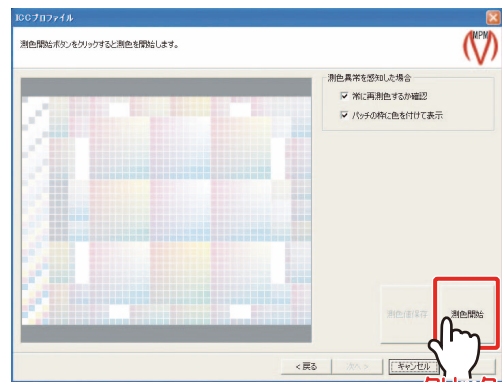 ICCプロファイル
測色開始ボタンをクリックすると測色を開始します。
MPM
測色異常を感知した場合
常に再測色するか確認
パッチの枠に色を付けて表示
測色値保存
測色開始
<戻る
次へ>
キャンセル
クリック